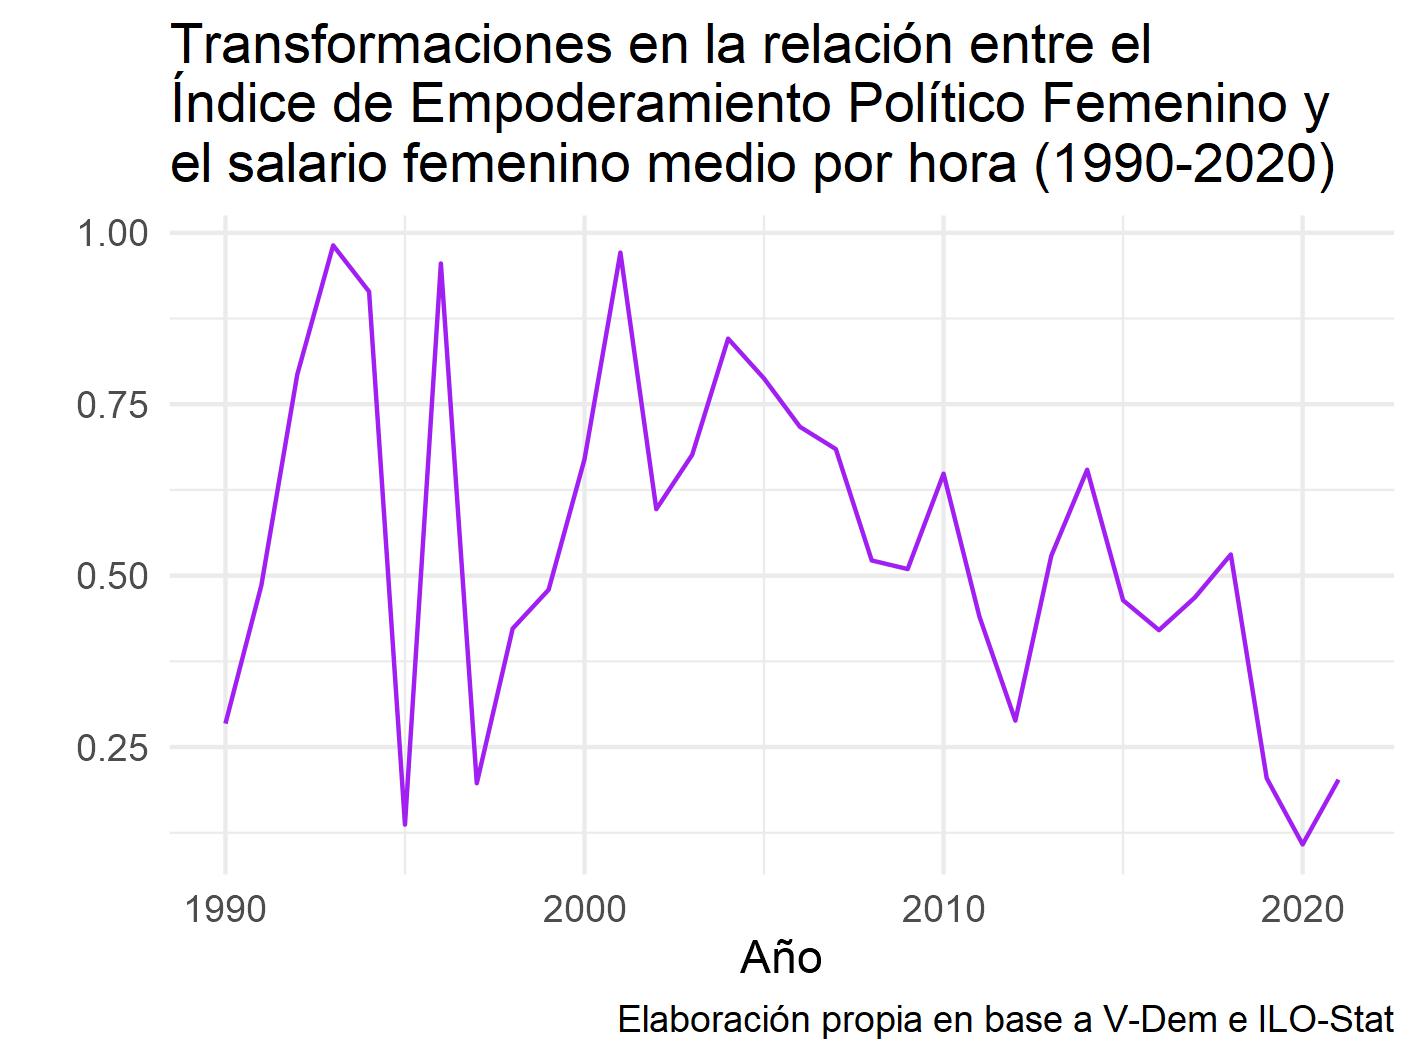 Transformaciones en la relación entre el
Índice de Empoderamiento Político Femenino y
el salario femenino medio por hora (1990-2020)
1.00
0.75
0.50
0.25
1990 2000 2010 2020
Año
Elaboración propia en base a V-Dem e ILO-Stat